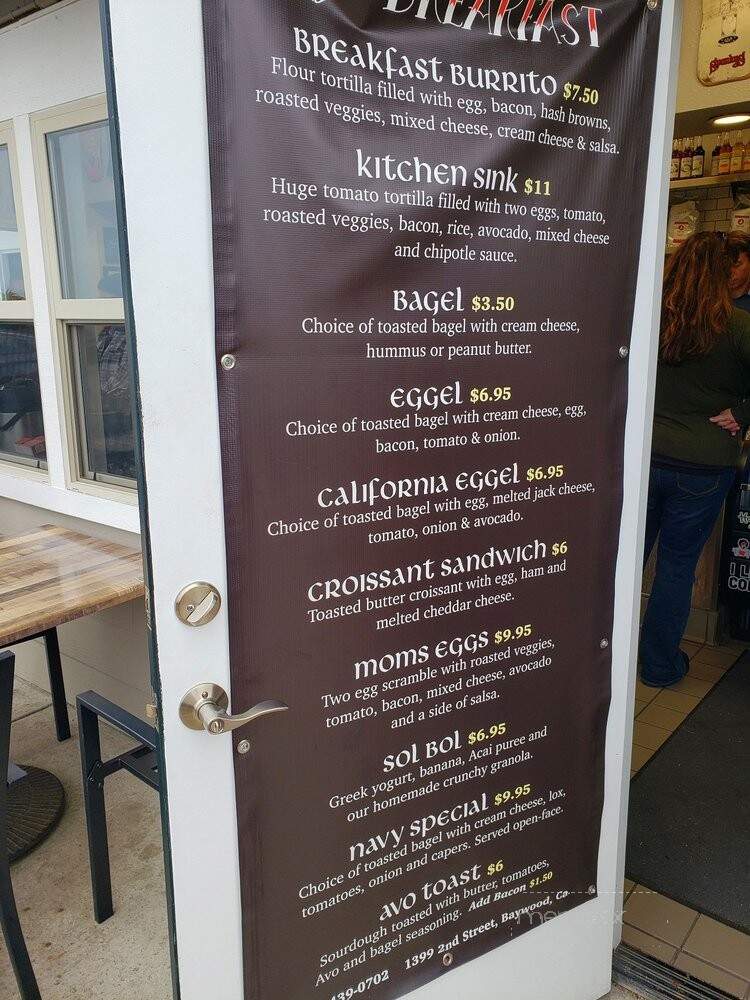 BREAKFAST
BREAKFAST BURRITO $7.50
Flour tortilla filled with egg, bacon, hash browns,
roasted veggies, mixed cheese, cream cheese & salsa.
KITCHEN SINK $11
Huge tomato tortilla filled with two eggs, tomato,
roasted veggies, bacon, rice, avocado, mixed cheese
and chipotle sauce.
BAGEL $3.50
Choice of toasted bagel with cream cheese,
hummus or peanut butter.
EGGEL $6.95
Choice of toasted bagel with cream cheese, egg,
bacon, tomato & onion.
CALIFORNIA EGGEL $6.95
Choice of toasted bagel with egg, melted jack cheese,
tomato, onion & avocado.
CROISSANT SANDWICH $6
Toasted butter croissant with egg, ham and
melted cheddar cheese.
MOMS EGGS $9.95
Two egg scramble with roasted veggies,
tomato, bacon, mixed cheese, avocado
and a side of salsa.
SOL BOL $6.95
Greek yogurt, banana, Acai puree and
our homemade crunchy granola.
NAVY SPECIAL $9.95
Choice of toasted bagel with cream cheese, lox,
tomatoes, onion and capers. Served open-face.
AVO TOAST $6
Sourdough toasted with butter, tomatoes,
Avo and bagel seasoning. Add Bacon $1.50
439-0702 1399 2nd Street, Baywood, Ca